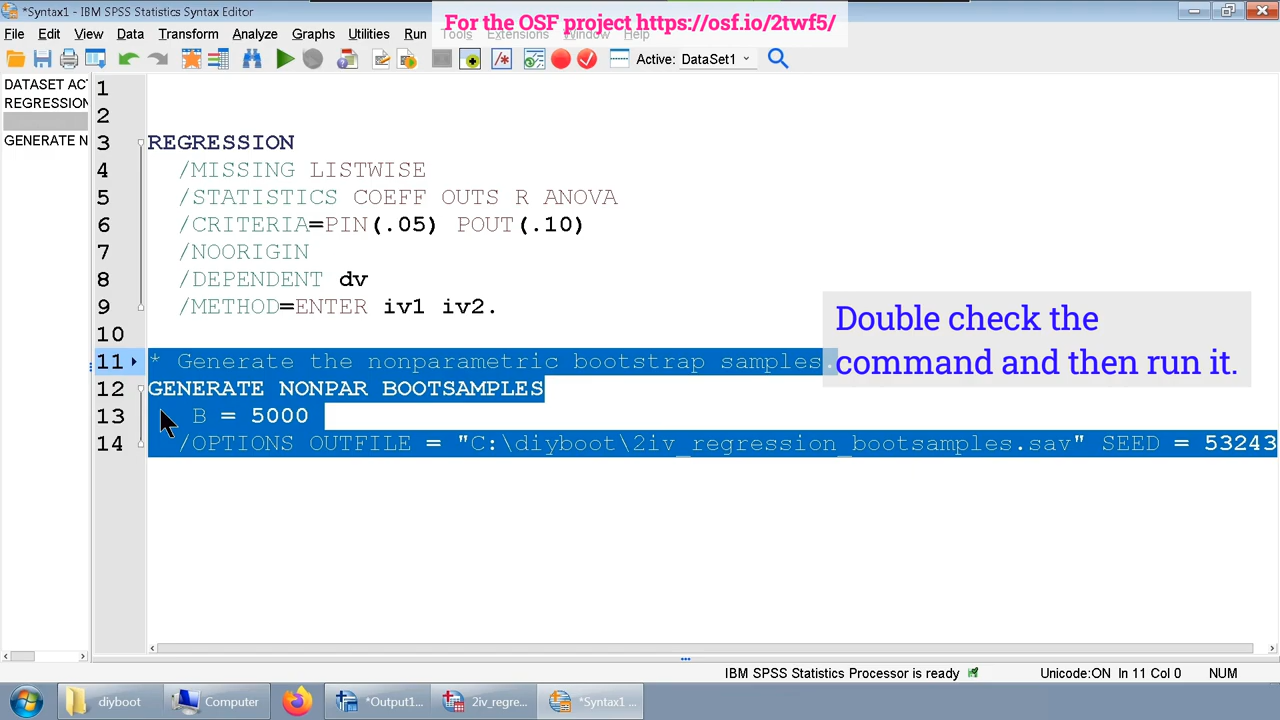 *Syntax1 - IBM SPSS Statistics Syntax Editor
For the OSF project https://osf.io/2twf5/
File Edit View Data Transform Analyze Graphs Utilities Run Tools Extensions Window Help
Active: DataSet1
DATASET AC
REGRESSION
GENERATE N
1
2
3 REGRESSION
4 /MISSING LISTWISE
5 /STATISTICS COEFF OUTS R ANOVA
6 /CRITERIA=PIN(.05) POUT(.10)
7 /NOORIGIN
8 /DEPENDENT dv
9 /METHOD=ENTER iv1 iv2.
10
11 * Generate the nonparametric bootstrap samples.
12 GENERATE NONPAR BOOTSAMPLES
13 B = 5000
14 /OPTIONS OUTFILE = "C:\diyboot\2iv_regression_bootsamples.sav" SEED = 53243
Double check the
command and then run it.
IBM SPSS Statistics Processor is ready Unicode:ON In 11 Col 0 NUM
diyboot Computer *Output1... 2iv_regre... *Syntax1 ...